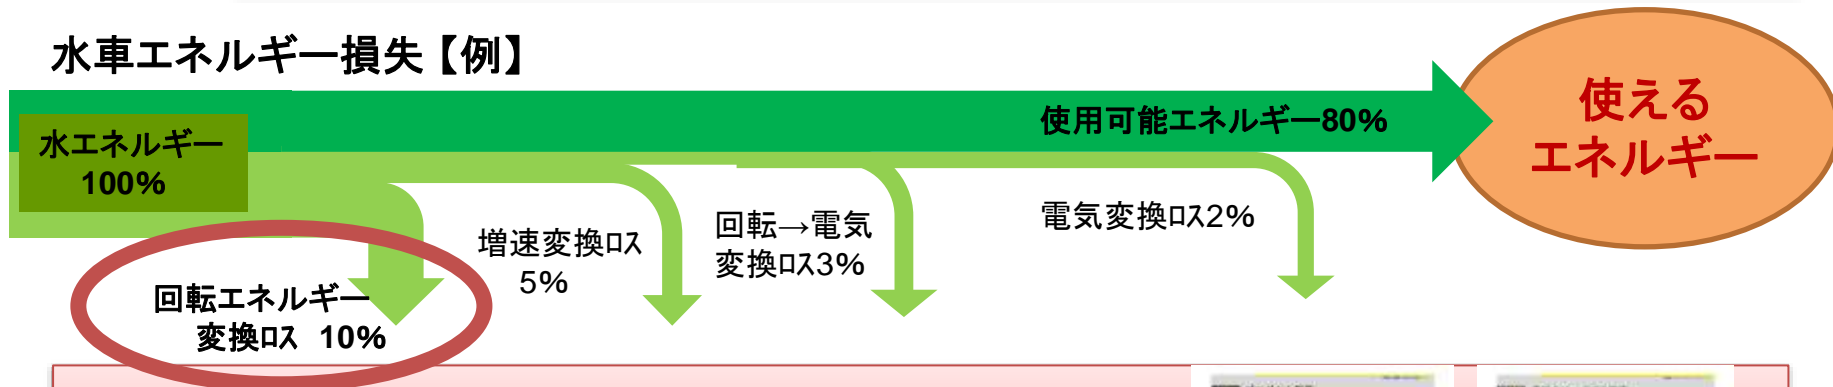 水車エネルギー損失【例】
使える
エネルギー
使用可能エネルギー80%
水エネルギー
100%
電気変換ロス2%
回転→電気
変換ロス3%
増速変換ロス
5%
回転エネルギー
変換ロス 10%